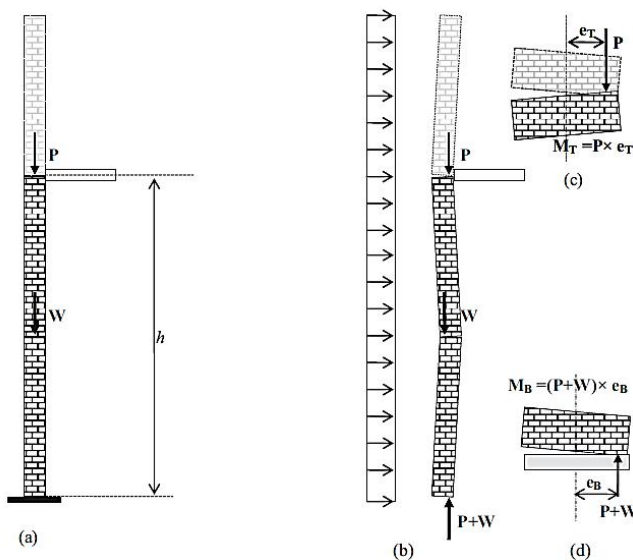 P
W
h
(a)
P
W
P+W
(b)
e_T
P
M_T =P× e_T
(c)
M_B =(P+W)× e_B
e_B
P+W
(d)